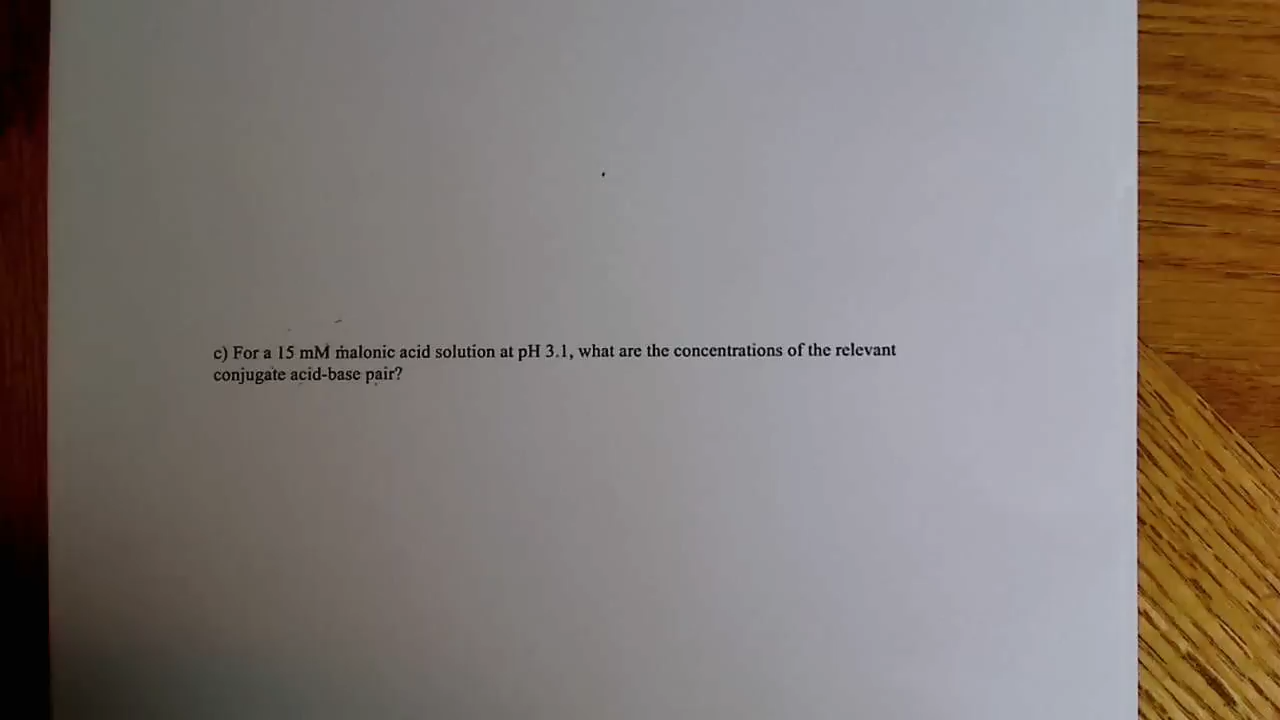 c) For a 15 mM malonic acid solution at pH 3.1, what are the concentrations of the relevant
conjugate acid-base pair?